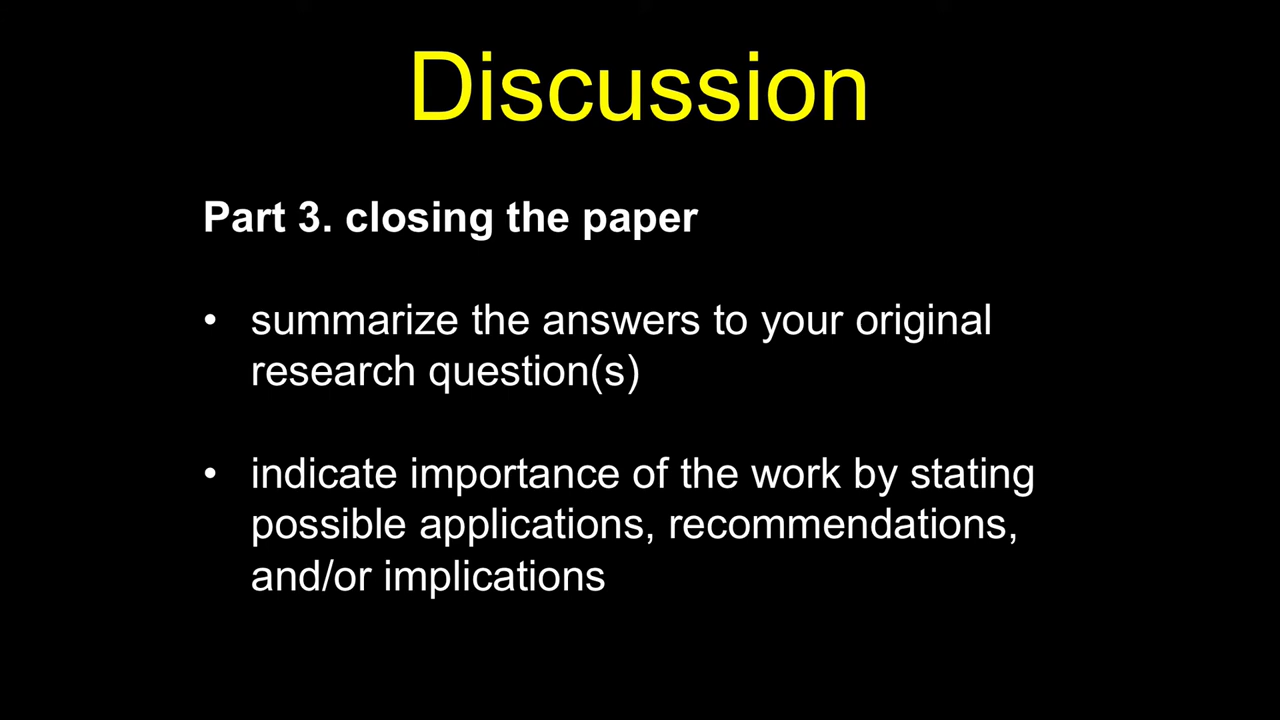 Discussion
Part 3. closing the paper
• summarize the answers to your original
research question(s)
• indicate importance of the work by stating
possible applications, recommendations,
and/or implications